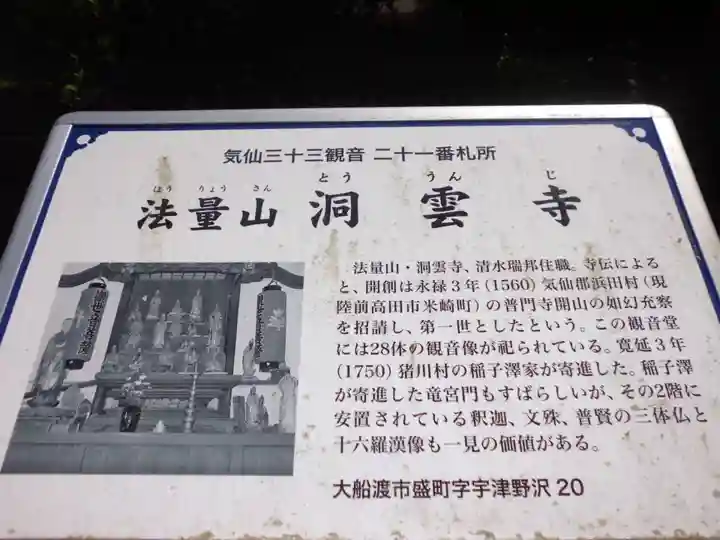 気仙三十三観音 二十一番札所
ほう りょう さん とう うん じ
法量山 洞雲寺
法量山・洞雲寺、清水瑞邦住職。寺伝による
と、開創は永禄3年(1560)気仙郡浜田村(現
陸前高田市米崎町)の普門寺開山の如幻充察
を招請し、第一世としたという。この観音堂
には28体の観音像が祀られている。寛延3年
(1750)猪川村の稲子澤家が寄進した。稲子澤
が寄進した竜宮門もすばらしいが、その2階に
安置されている釈迦、文殊、普賢の三体仏と
十六羅漢像も一見の価値がある。
大船渡市盛町字宇津野沢 20